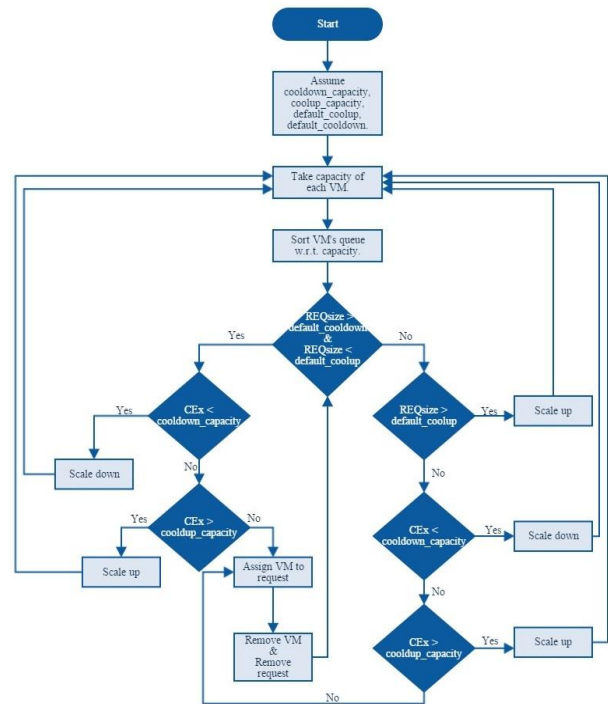 Start
Assume
cooldown_capacity,
coolup_capacity,
default_coolup,
default_cooldown.
Take capacity of
each VM.
Sort VM's queue
w.r.t. capacity.
REQsize >
default_cooldown
&
REQsize <
default_coolup
Yes
No
CEx <
cooldown_capacity
Yes
No
Scale down
CEx >
cooldup_capacity
Yes
No
Scale up
Assign VM to
request
Remove VM
&
Remove
request
REQsize >
default_coolup
Yes
Scale up
No
CEx <
cooldown_capacity
Yes
Scale down
No
CEx >
cooldup_capacity
Yes
Scale up
No